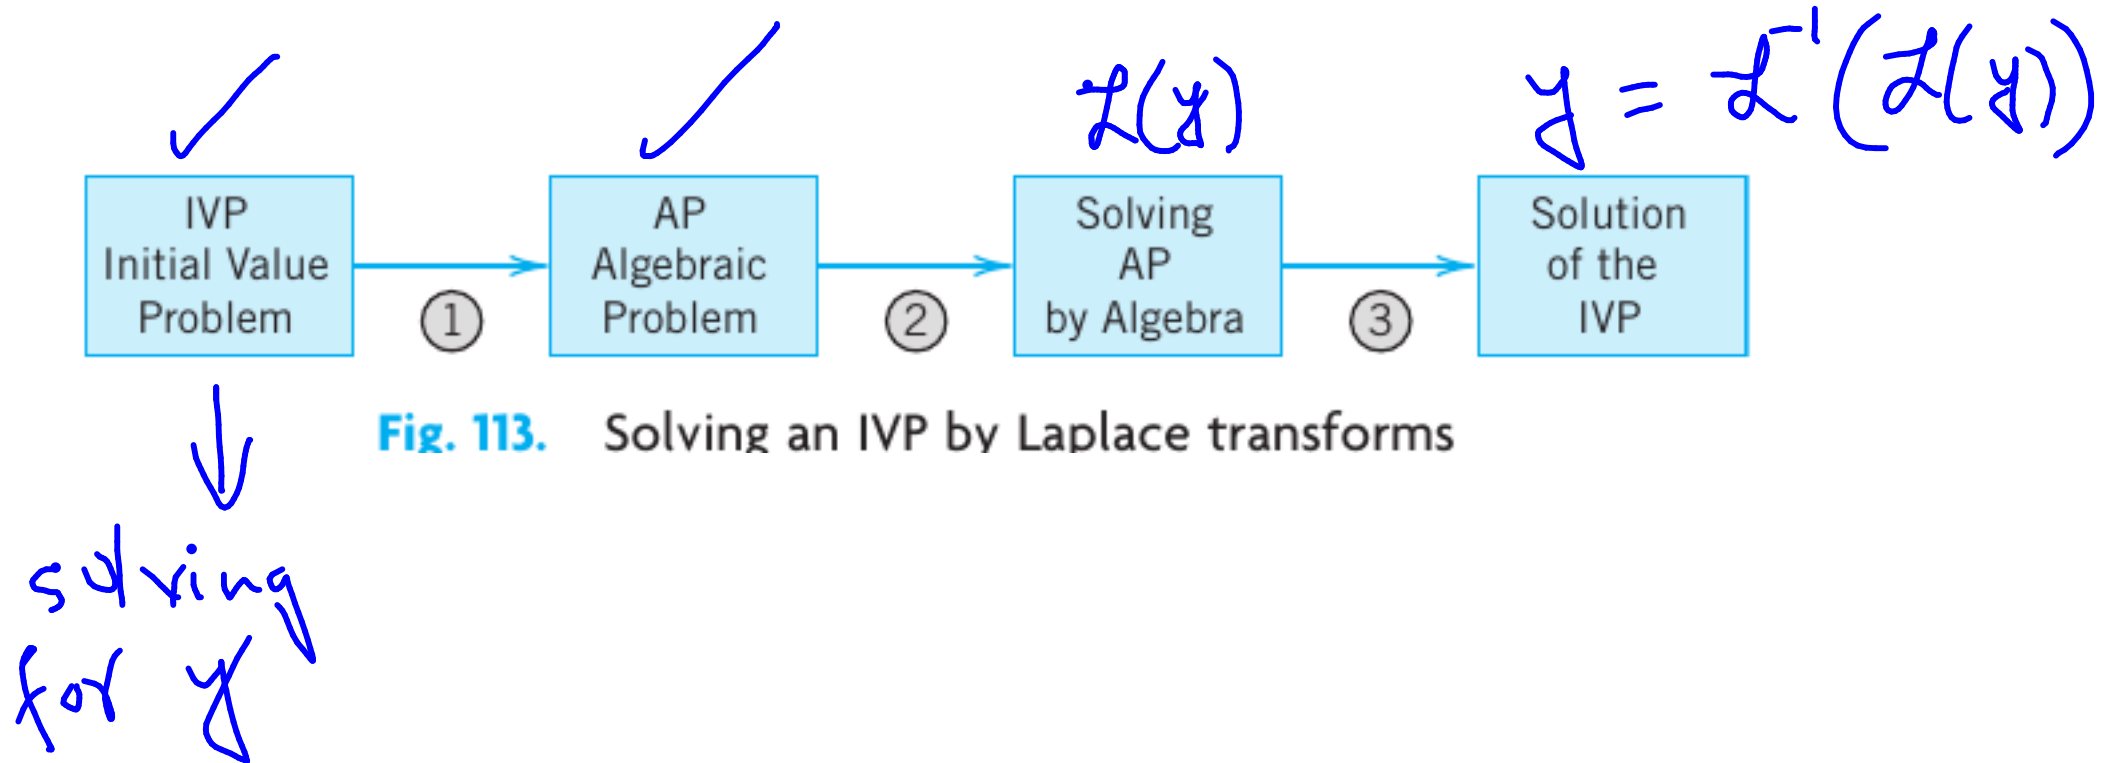 ℒ(y)
y = ℒ⁻¹(ℒ(y))
IVP
Initial Value
Problem
1
AP
Algebraic
Problem
2
Solving
AP
by Algebra
3
Solution
of the
IVP
Fig. 113. Solving an IVP by Laplace transforms
solving
for y